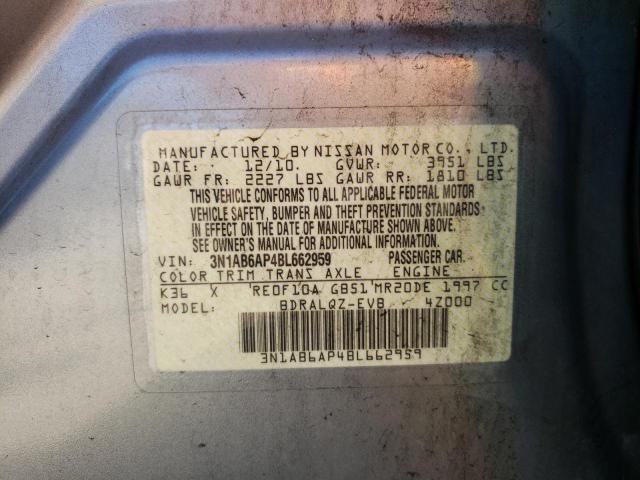 MANUFACTURED BY NISSAN MOTOR CO., LTD.
DATE: 12/10. GVWR: 3951 LBS
GAWR FR: 2227 LBS GAWR RR: 1810 LBS
THIS VEHICLE CONFORMS TO ALL APPLICABLE FEDERAL MOTOR
VEHICLE SAFETY, BUMPER AND THEFT PREVENTION STANDARDS
IN EFFECT ON THE DATE OF MANUFACTURE SHOWN ABOVE.
SEE OWNER'S MANUAL FOR ADDITIONAL INFORMATION.
VIN: 3N1AB6AP4BL662959 PASSENGER CAR.
COLOR TRIM TRANS AXLE ENGINE
K36 X RE0F10A GB51 MR20DE 1997 CC
MODEL: BDRALQZ-EVB 4Z000
3N1AB6AP4BL662959